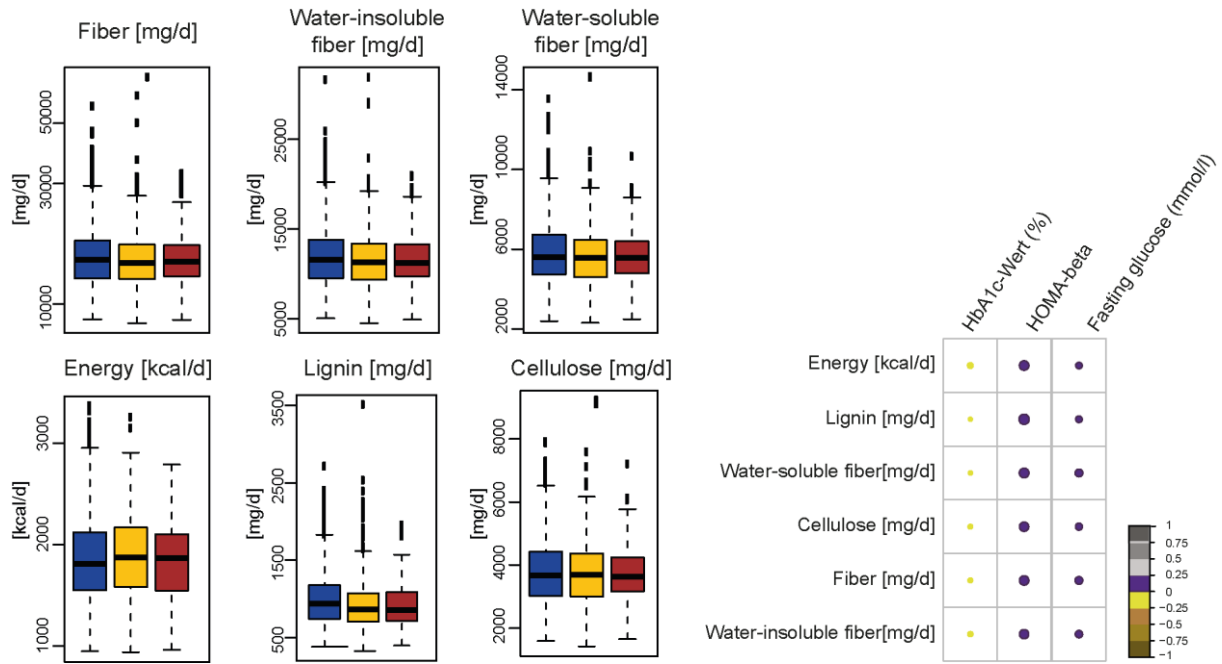 Fiber [mg/d]
Water-insoluble
fiber [mg/d]
Water-soluble
fiber [mg/d]
[mg/d]
10000
30000
50000
[mg/d]
5000
15000
25000
[mg/d]
2000
6000
10000
14000
Energy [kcal/d]
Lignin [mg/d]
Cellulose [mg/d]
[kcal/d]
1000
2000
3000
[mg/d]
500
1500
2500
3500
[mg/d]
2000
4000
6000
8000
HbA1c-Wert (%)
HOMA-beta
Fasting glucose (mmol/l)
Energy [kcal/d]
Lignin [mg/d]
Water-soluble fiber[mg/d]
Cellulose [mg/d]
Fiber [mg/d]
Water-insoluble fiber[mg/d]
1
0.75
0.5
0.25
0
−0.25
−0.5
−0.75
−1